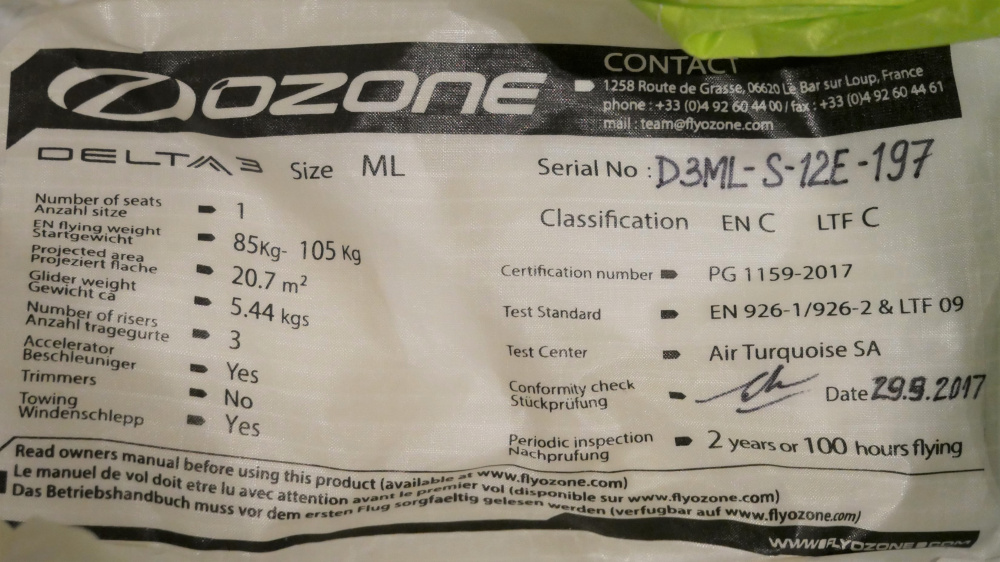 OZONE
CONTACT
1258 Route de Grasse, 06620 Le Bar sur Loup, France
phone : +33 (0)4 92 60 44 00 / fax : +33 (0)4 92 60 44 61
mail : team@flyozone.com
DELTA 3 Size ML
Serial No : D3ML-S-12E-197
Classification EN C LTF C
Number of seats 1
Anzahl sitze
EN flying weight 85Kg- 105 Kg
Startgewicht
Projected area 20.7 m²
Projeziert flache
Glider weight 5.44 kgs
Gewicht ca
Number of risers 3
Anzahl tragegurte
Accelerator Yes
Beschleuniger
Trimmers No
Towing Yes
Windenschlepp
Certification number PG 1159-2017
Test Standard EN 926-1/926-2 & LTF 09
Test Center Air Turquoise SA
Conformity check Date 29.9.2017
Stückprüfung
Periodic inspection 2 years or 100 hours flying
Nachprufung
Read owners manual before using this product (available at www.flyozone.com)
Le manuel de vol doit etre lu avec attention avant le premier vol (disponible sur www.flyozone.com)
Das Betriebshandbuch muss vor dem ersten Flug sorgfaeltig gelesen werden (verfugbar auf www.flyozone.com)
WWW.FLYOZONE.COM